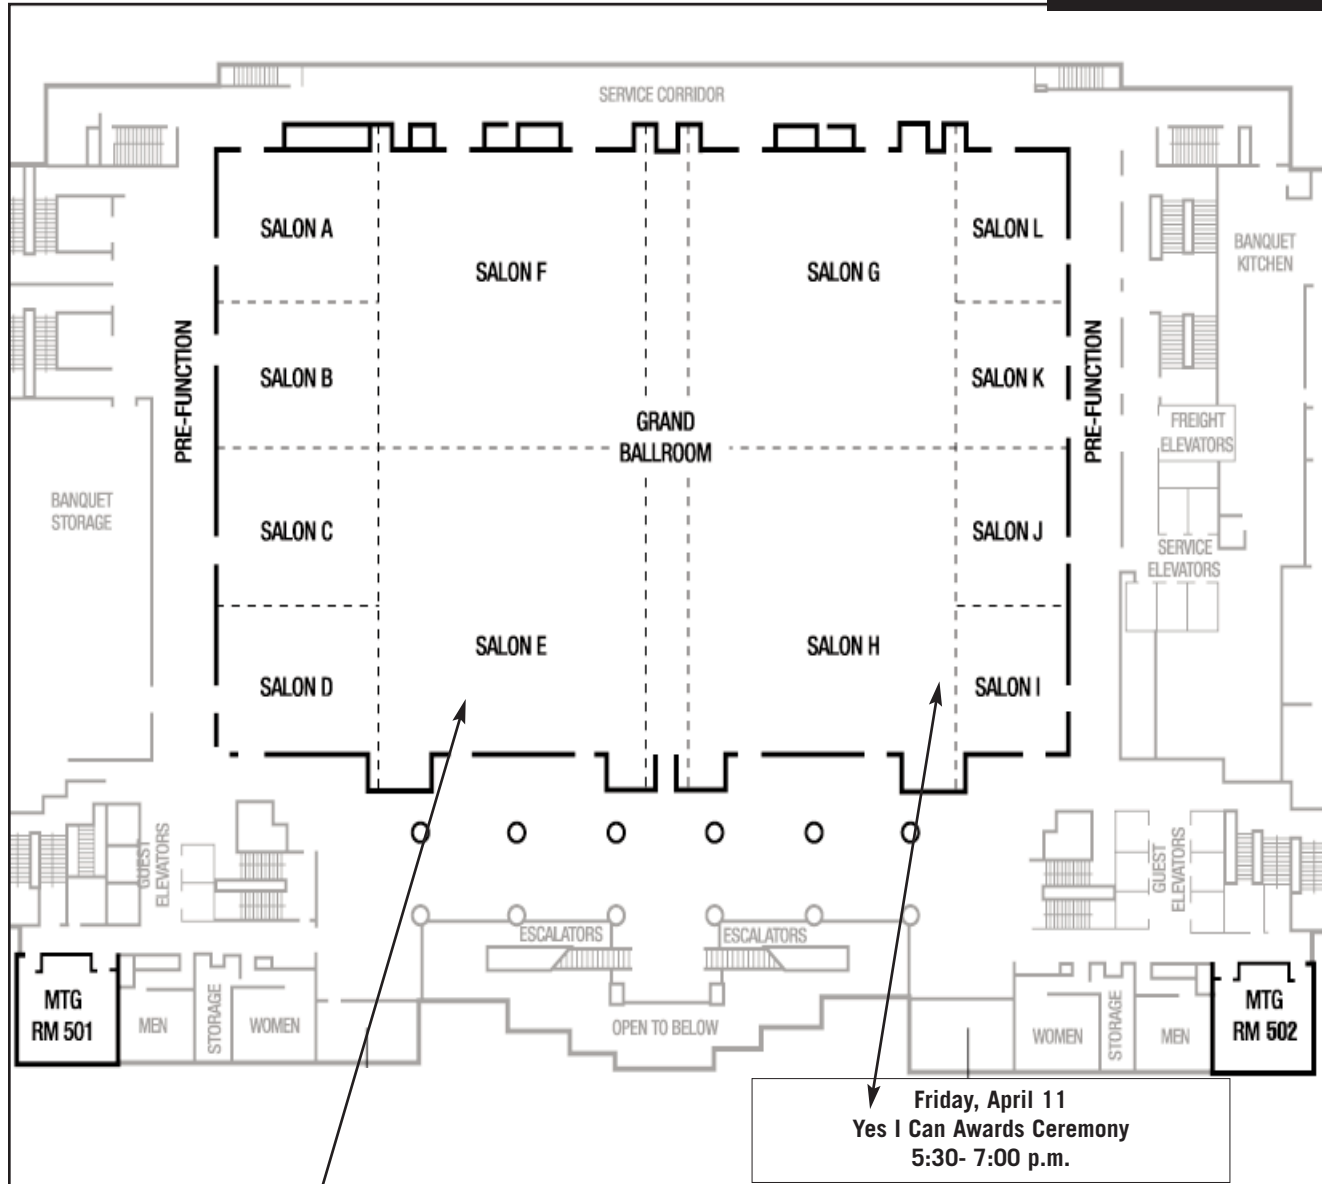 SERVICE CORRIDOR
SALON A
SALON L
BANQUET
KITCHEN
SALON F
SALON G
PRE-FUNCTION
PRE-FUNCTION
SALON B
SALON K
GRAND
BALLROOM
FREIGHT
ELEVATORS
BANQUET
STORAGE
SALON C
SALON J
SERVICE
ELEVATORS
SALON E
SALON H
SALON D
SALON I
GUEST
ELEVATORS
GUEST
ELEVATORS
ESCALATORS
ESCALATORS
MTG
RM 501
MEN
STORAGE
WOMEN
OPEN TO BELOW
WOMEN
STORAGE
MEN
MTG
RM 502
Friday, April 11
Yes I Can Awards Ceremony
5:30- 7:00 p.m.